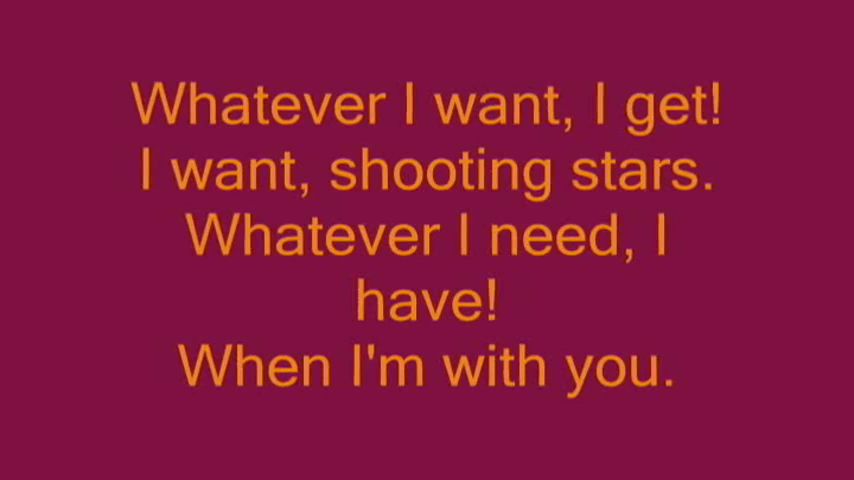 Whatever I want, I get!
I want, shooting stars.
Whatever I need, I
have!
When I'm with you.